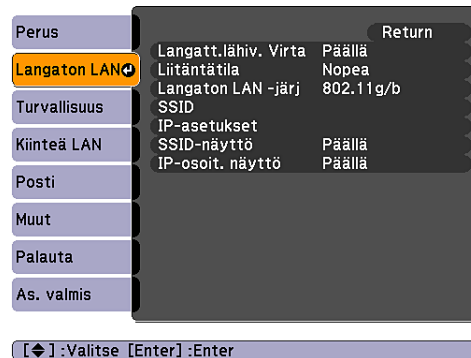 Perus
Langaton LAN
Turvallisuus
Kiinteä LAN
Posti
Muut
Palauta
As. valmis
Return
Langatt.lähiv. Virta Päällä
Liitäntätila Nopea
Langaton LAN -järj 802.11g/b
SSID
IP-asetukset
SSID-näyttö Päällä
IP-osoit. näyttö Päällä
[◆] :Valitse [Enter] :Enter